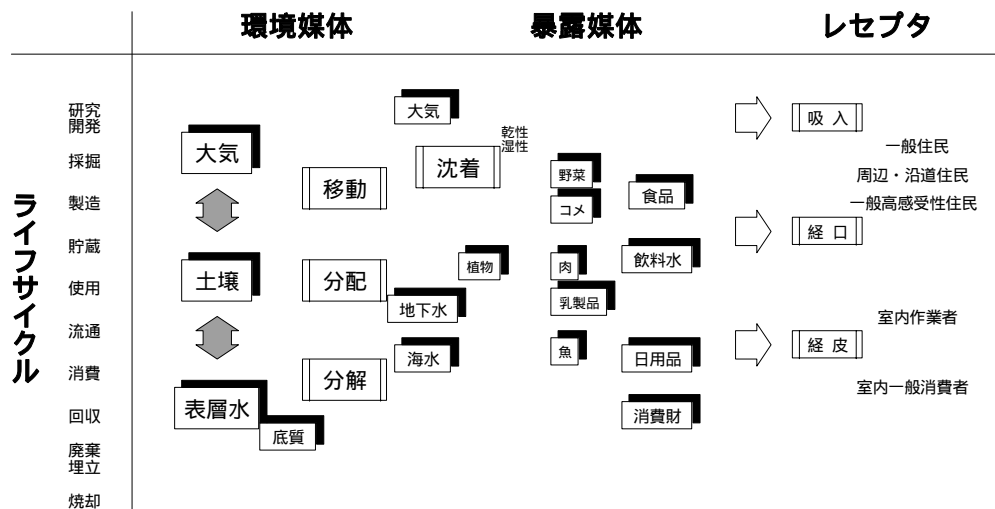 環境媒体
暴露媒体
レセプタ
ライフサイクル
研究
開発
採掘
製造
貯蔵
使用
流通
消費
回収
廃棄
埋立
焼却
大気
土壌
表層水
底質
移動
分配
分解
大気
沈着
乾性
湿性
植物
地下水
海水
野菜
コメ
肉
乳製品
魚
食品
飲料水
日用品
消費財
吸 入
経 口
経 皮
一般住民
周辺・沿道住民
一般高感受性住民
室内作業者
室内一般消費者